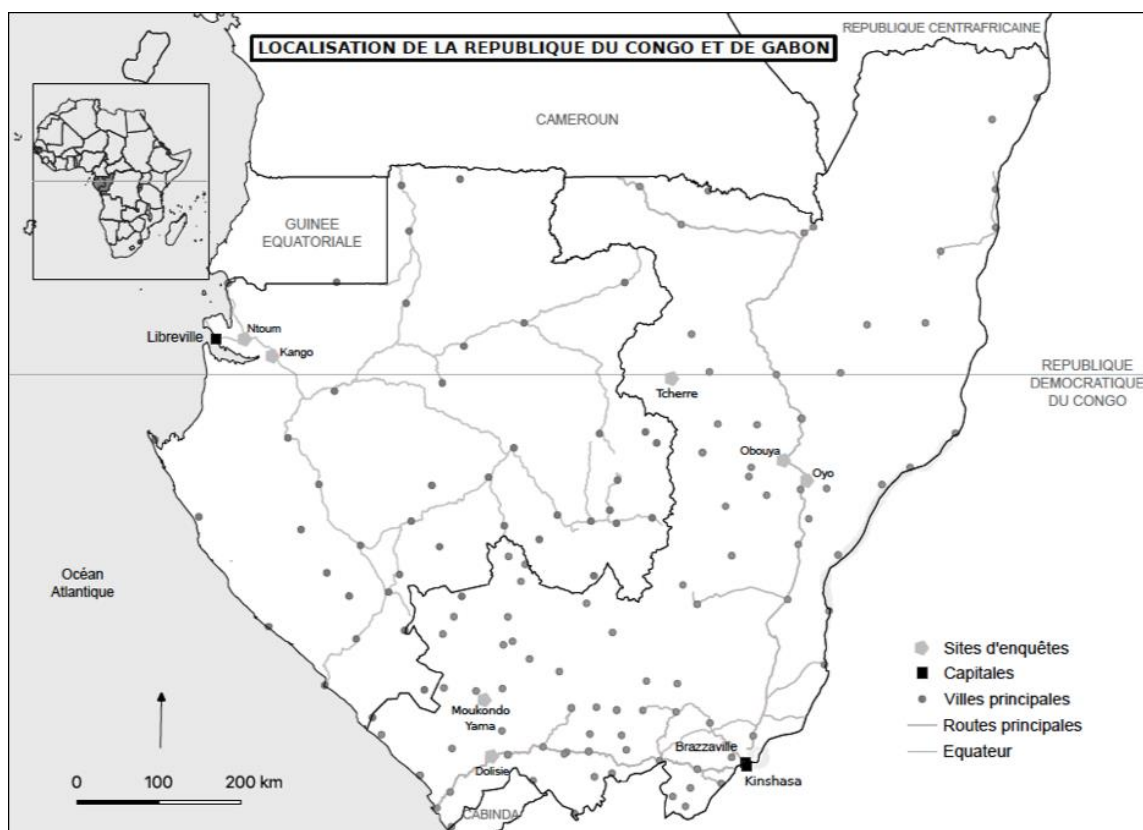 REPUBLIQUE CENTRAFRICAINE
LOCALISATION DE LA REPUBLIQUE DU CONGO ET DE GABON
CAMEROUN
GUINEE
EQUATORIALE
Libreville
Ntoum
Kango
REPUBLIQUE
DEMOCRATIQUE
DU CONGO
Tcherre
Obouya
Oyo
Océan
Atlantique
Sites d'enquêtes
Capitales
Villes principales
Routes principales
Equateur
Moukondo
Yama
Brazzaville
Dolisie
Kinshasa
CABINDA
0 100 200 km